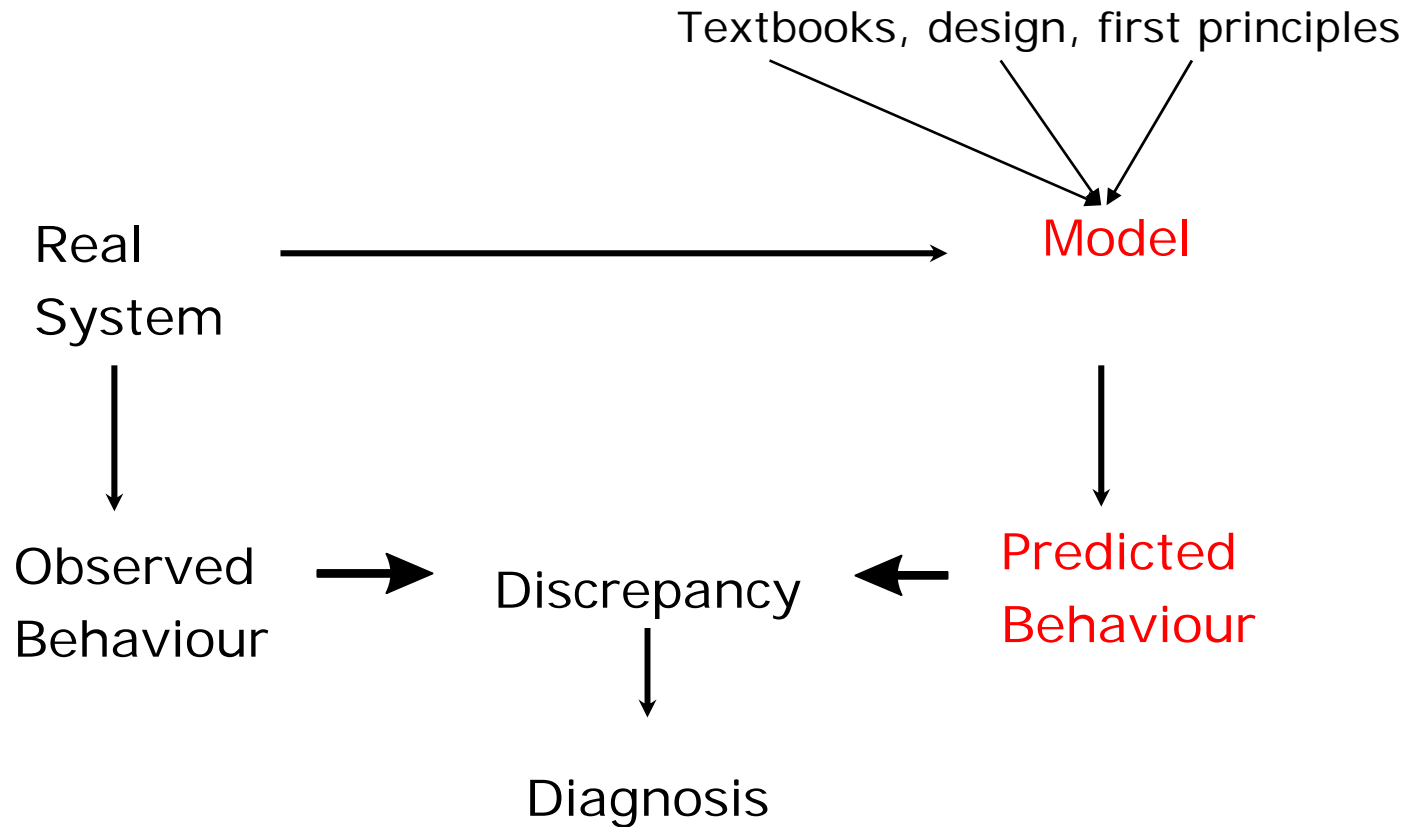 Textbooks, design, first principles
Real
System
Model
Observed
Behaviour
Discrepancy
Predicted
Behaviour
Diagnosis